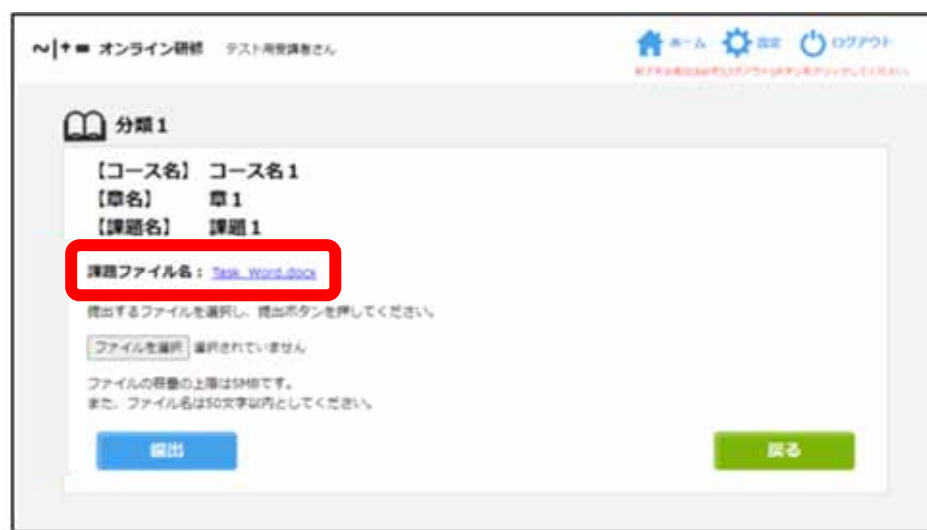 オンライン研修 テスト用受講者さん
ホーム 設定 ログアウト
分類1
【コース名】 コース名1
【章名】 章1
【課題名】 課題1
課題ファイル名: Task_Word.docx
提出するファイルを選択し、提出ボタンを押してください。
ファイルを選択 選択されていません
ファイルの容量の上限は5MBです。
また、ファイル名は50文字以内としてください。
提出
戻る